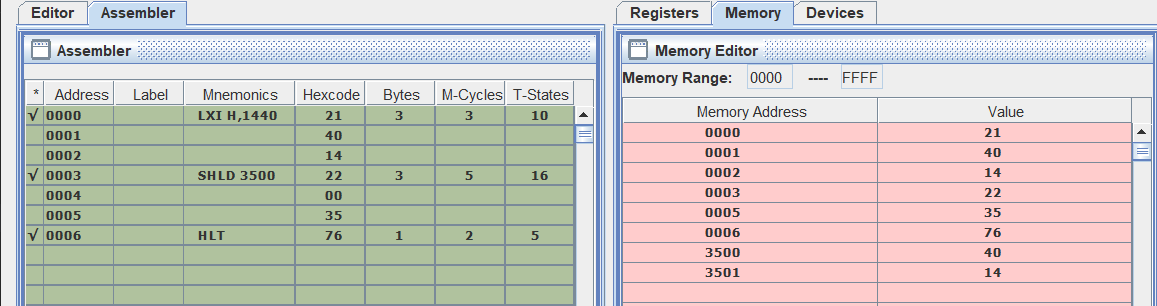 Editor Assembler
Assembler
* Address Label Mnemonics Hexcode Bytes M-Cycles T-States
√ 0000 LXI H,1440 21 3 3 10
0001 40
0002 14
√ 0003 SHLD 3500 22 3 5 16
0004 00
0005 35
√ 0006 HLT 76 1 2 5
Registers Memory Devices
Memory Editor
Memory Range: 0000 ---- FFFF
Memory Address Value
0000 21
0001 40
0002 14
0003 22
0005 35
0006 76
3500 40
3501 14